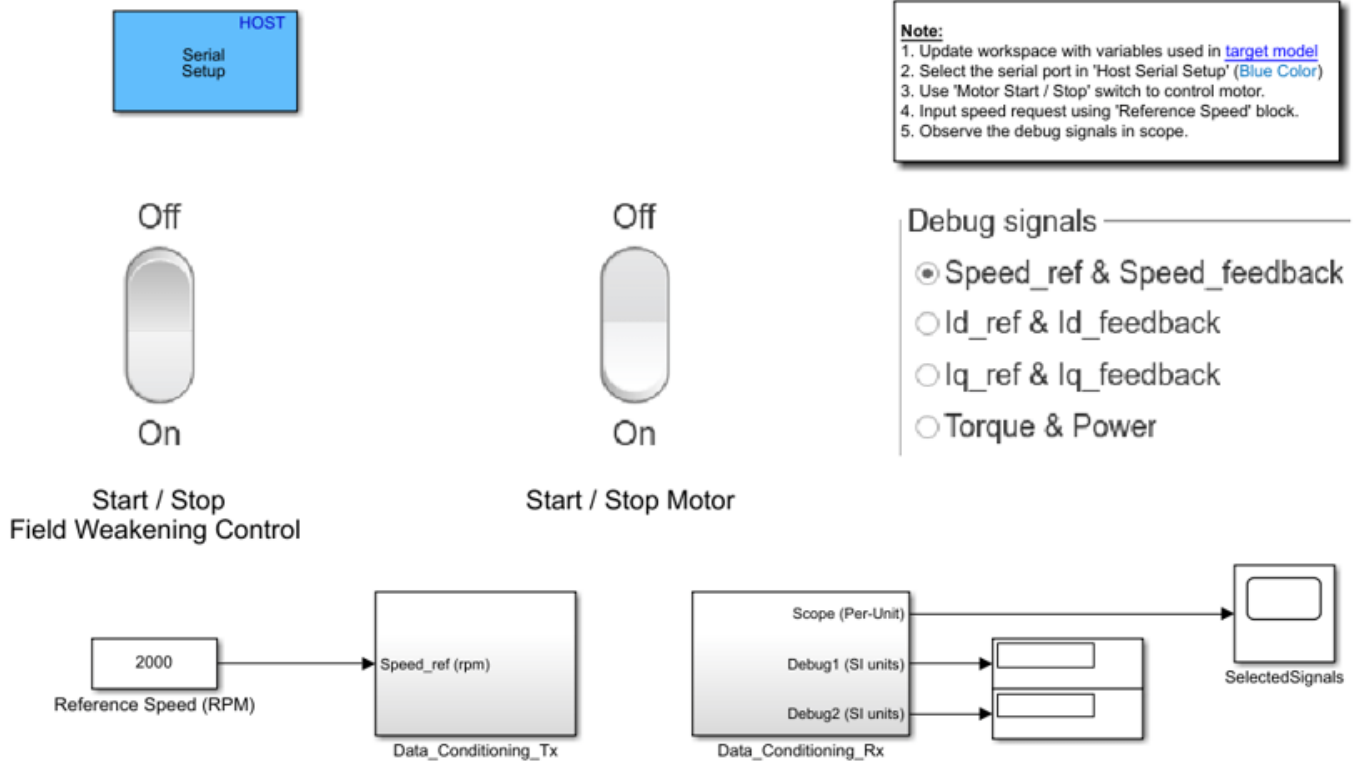 HOST
Serial
Setup
Note:
1. Update workspace with variables used in target model
2. Select the serial port in 'Host Serial Setup' (Blue Color)
3. Use 'Motor Start / Stop' switch to control motor.
4. Input speed request using 'Reference Speed' block.
5. Observe the debug signals in scope.
Off
On
Start / Stop
Field Weakening Control
Off
On
Start / Stop Motor
Debug signals
Speed_ref & Speed_feedback
Id_ref & Id_feedback
Iq_ref & Iq_feedback
Torque & Power
2000
Reference Speed (RPM)
Speed_ref (rpm)
Data_Conditioning_Tx
Scope (Per-Unit)
Debug1 (SI units)
Debug2 (SI units)
Data_Conditioning_Rx
SelectedSignals